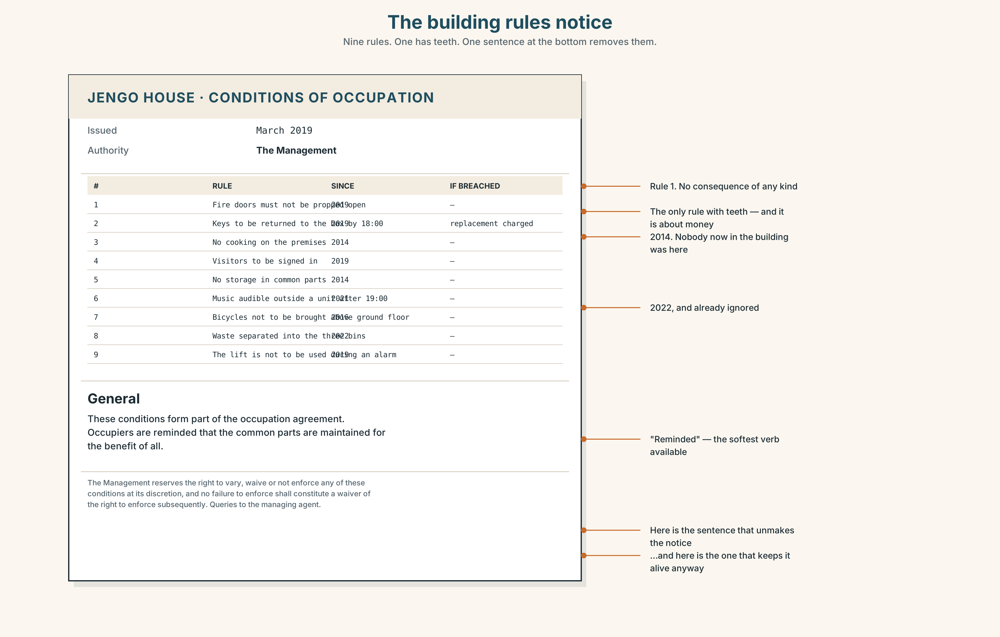 The building rules notice
Nine rules. One has teeth. One sentence at the bottom removes them.
JENGO HOUSE · CONDITIONS OF OCCUPATION
Issued March 2019
Authority The Management
# RULE SINCE IF BREACHED
1 Fire doors must not be propped open 2019 —
2 Keys to be returned to the box by 18:00 2019 replacement charged
3 No cooking on the premises 2014 —
4 Visitors to be signed in 2019 —
5 No storage in common parts 2014 —
6 Music audible outside a unit after 19:00 2021 —
7 Bicycles not to be brought above ground floor 2016 —
8 Waste separated into the three bins 2022 —
9 The lift is not to be used during an alarm 2019 —
General
These conditions form part of the occupation agreement.
Occupiers are reminded that the common parts are maintained for
the benefit of all.
The Management reserves the right to vary, waive or not enforce any of these
conditions at its discretion, and no failure to enforce shall constitute a waiver of
the right to enforce subsequently. Queries to the managing agent.
Rule 1. No consequence of any kind
The only rule with teeth — and it
is about money
2014. Nobody now in the building
was here
2022, and already ignored
"Reminded" — the softest verb
available
Here is the sentence that unmakes
the notice
…and here is the one that keeps it
alive anyway